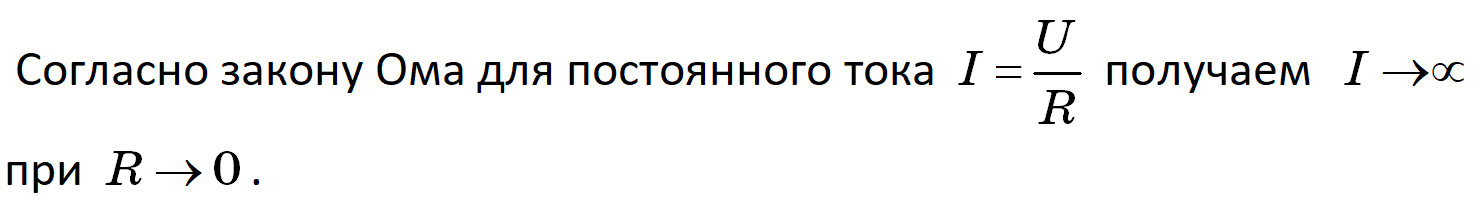 Согласно закону Ома для постоянного тока I = U/R получаем I →∝
при R → 0 .